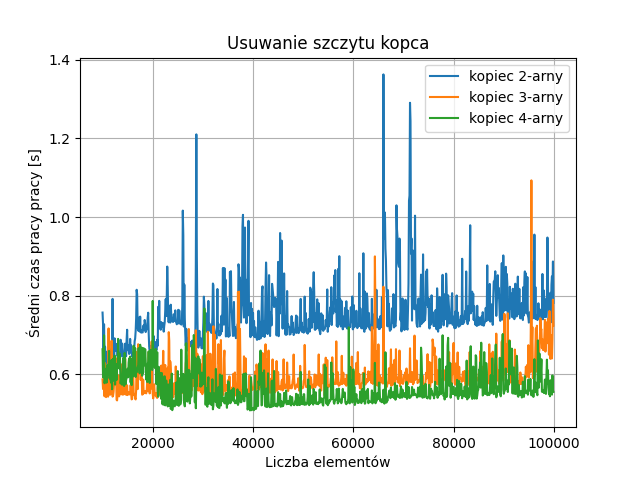 Usuwanie szczytu kopca
kopiec 2-arny
kopiec 3-arny
kopiec 4-arny
Średni czas pracy pracy [s]
1.4
1.2
1.0
0.8
0.6
20000 40000 60000 80000 100000
Liczba elementów